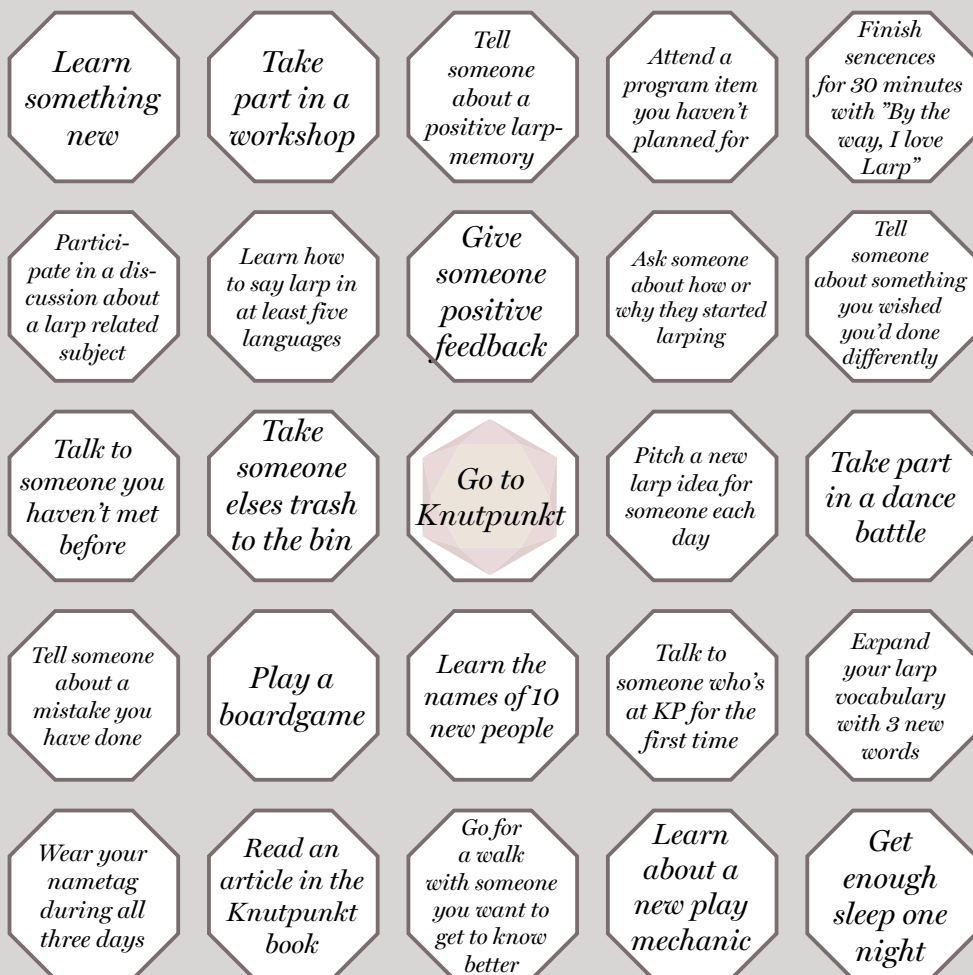 Learn
something
new
Take
part in a
workshop
Tell
someone
about a
positive larp-
memory
Attend a
program item
you haven't
planned for
Finish
sencences
for 30 minutes
with "By the
way, I love
Larp"
Partici-
pate in a dis-
cussion about
a larp related
subject
Learn how
to say larp in
at least five
languages
Give
someone
positive
feedback
Ask someone
about how or
why they started
larping
Tell
someone
about something
you wished
you'd done
differently
Talk to
someone you
haven't met
before
Take
someone
elses trash
to the bin
Go to
Knutpunkt
Pitch a new
larp idea for
someone each
day
Take part
in a dance
battle
Tell someone
about a
mistake you
have done
Play a
boardgame
Learn the
names of 10
new people
Talk to
someone who's
at KP for the
first time
Expand
your larp
vocabulary
with 3 new
words
Wear your
nametag
during all
three days
Read an
article in the
Knutpunkt
book
Go for
a walk
with someone
you want to
get to know
better
Learn
about a
new play
mechanic
Get
enough
sleep one
night